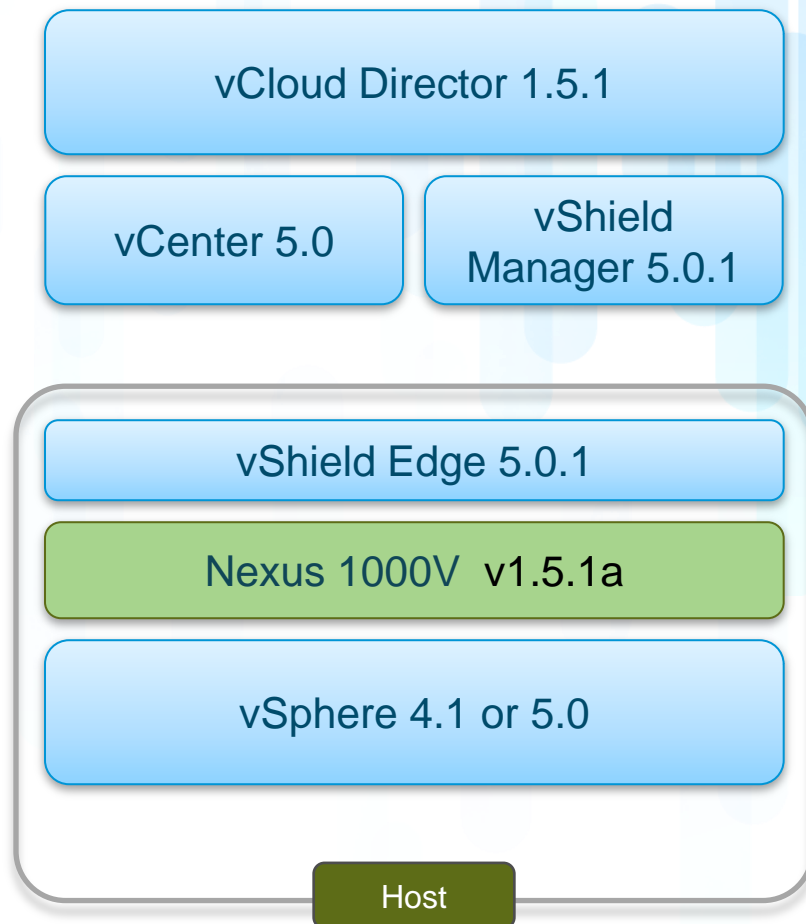 vCloud Director 1.5.1
vCenter 5.0
vShield
Manager 5.0.1
vShield Edge 5.0.1
Nexus 1000V v1.5.1a
vSphere 4.1 or 5.0
Host